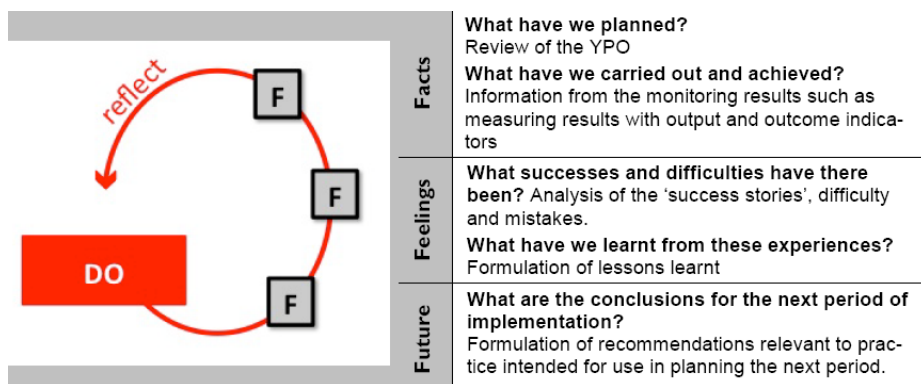 reflect
F
F
DO
F
Facts
What have we planned?
Review of the YPO
What have we carried out and achieved?
Information from the monitoring results such as
measuring results with output and outcome indica-
tors
Feelings
What successes and difficulties have there
been? Analysis of the ‘success stories’, difficulty
and mistakes.
What have we learnt from these experiences?
Formulation of lessons learnt
Future
What are the conclusions for the next period of
implementation?
Formulation of recommendations relevant to prac-
tice intended for use in planning the next period.